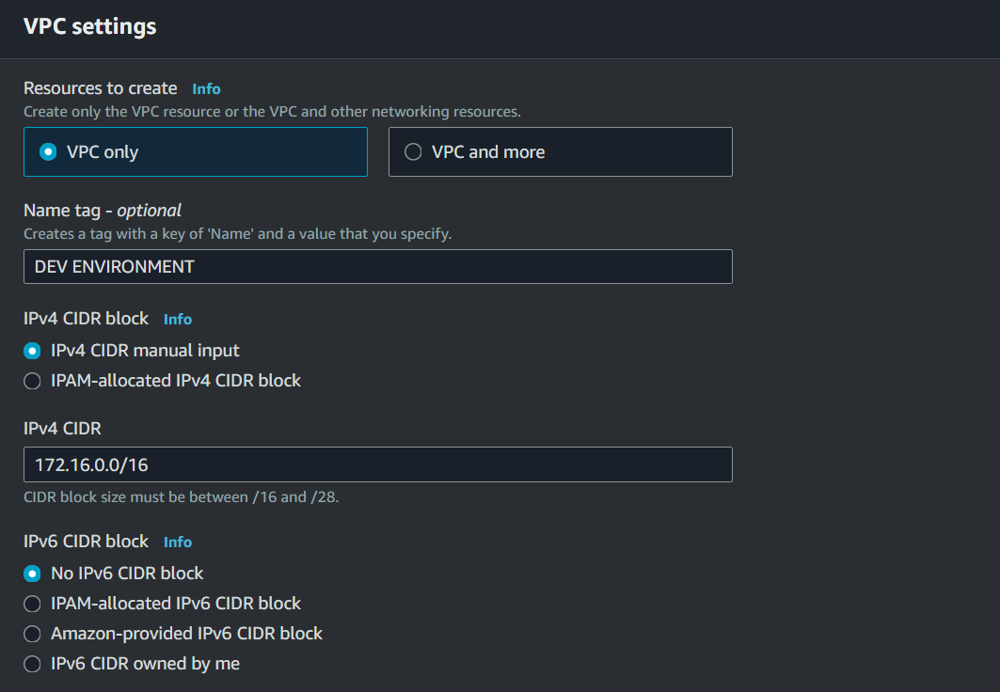 VPC settings
Resources to create Info
Create only the VPC resource or the VPC and other networking resources.
VPC only
VPC and more
Name tag - optional
Creates a tag with a key of 'Name' and a value that you specify.
DEV ENVIRONMENT
IPv4 CIDR block Info
IPv4 CIDR manual input
IPAM-allocated IPv4 CIDR block
IPv4 CIDR
172.16.0.0/16
CIDR block size must be between /16 and /28.
IPv6 CIDR block Info
No IPv6 CIDR block
IPAM-allocated IPv6 CIDR block
Amazon-provided IPv6 CIDR block
IPv6 CIDR owned by me